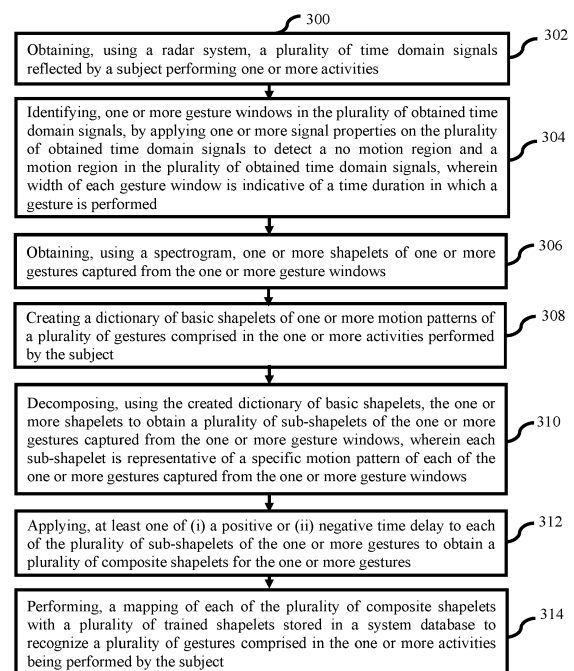 300
302
Obtaining, using a radar system, a plurality of time domain signals
reflected by a subject performing one or more activities
304
Identifying, one or more gesture windows in the plurality of obtained time
domain signals, by applying one or more signal properties on the plurality
of obtained time domain signals to detect a no motion region and a
motion region in the plurality of obtained time domain signals, wherein
width of each gesture window is indicative of a time duration in which a
gesture is performed
306
Obtaining, using a spectrogram, one or more shapelets of one or more
gestures captured from the one or more gesture windows
308
Creating a dictionary of basic shapelets of one or more motion patterns of
a plurality of gestures comprised in the one or more activities performed
by the subject
310
Decomposing, using the created dictionary of basic shapelets, the one or
more shapelets to obtain a plurality of sub-shapelets of the one or more
gestures captured from the one or more gesture windows, wherein each
sub-shapelet is representative of a specific motion pattern of each of the
one or more gestures captured from the one or more gesture windows
312
Applying, at least one of (i) a positive or (ii) negative time delay to each
of the plurality of sub-shapelets of the one or more gestures to obtain a
plurality of composite shapelets for the one or more gestures
314
Performing, a mapping of each of the plurality of composite shapelets
with a plurality of trained shapelets stored in a system database to
recognize a plurality of gestures comprised in the one or more activities
being performed by the subject